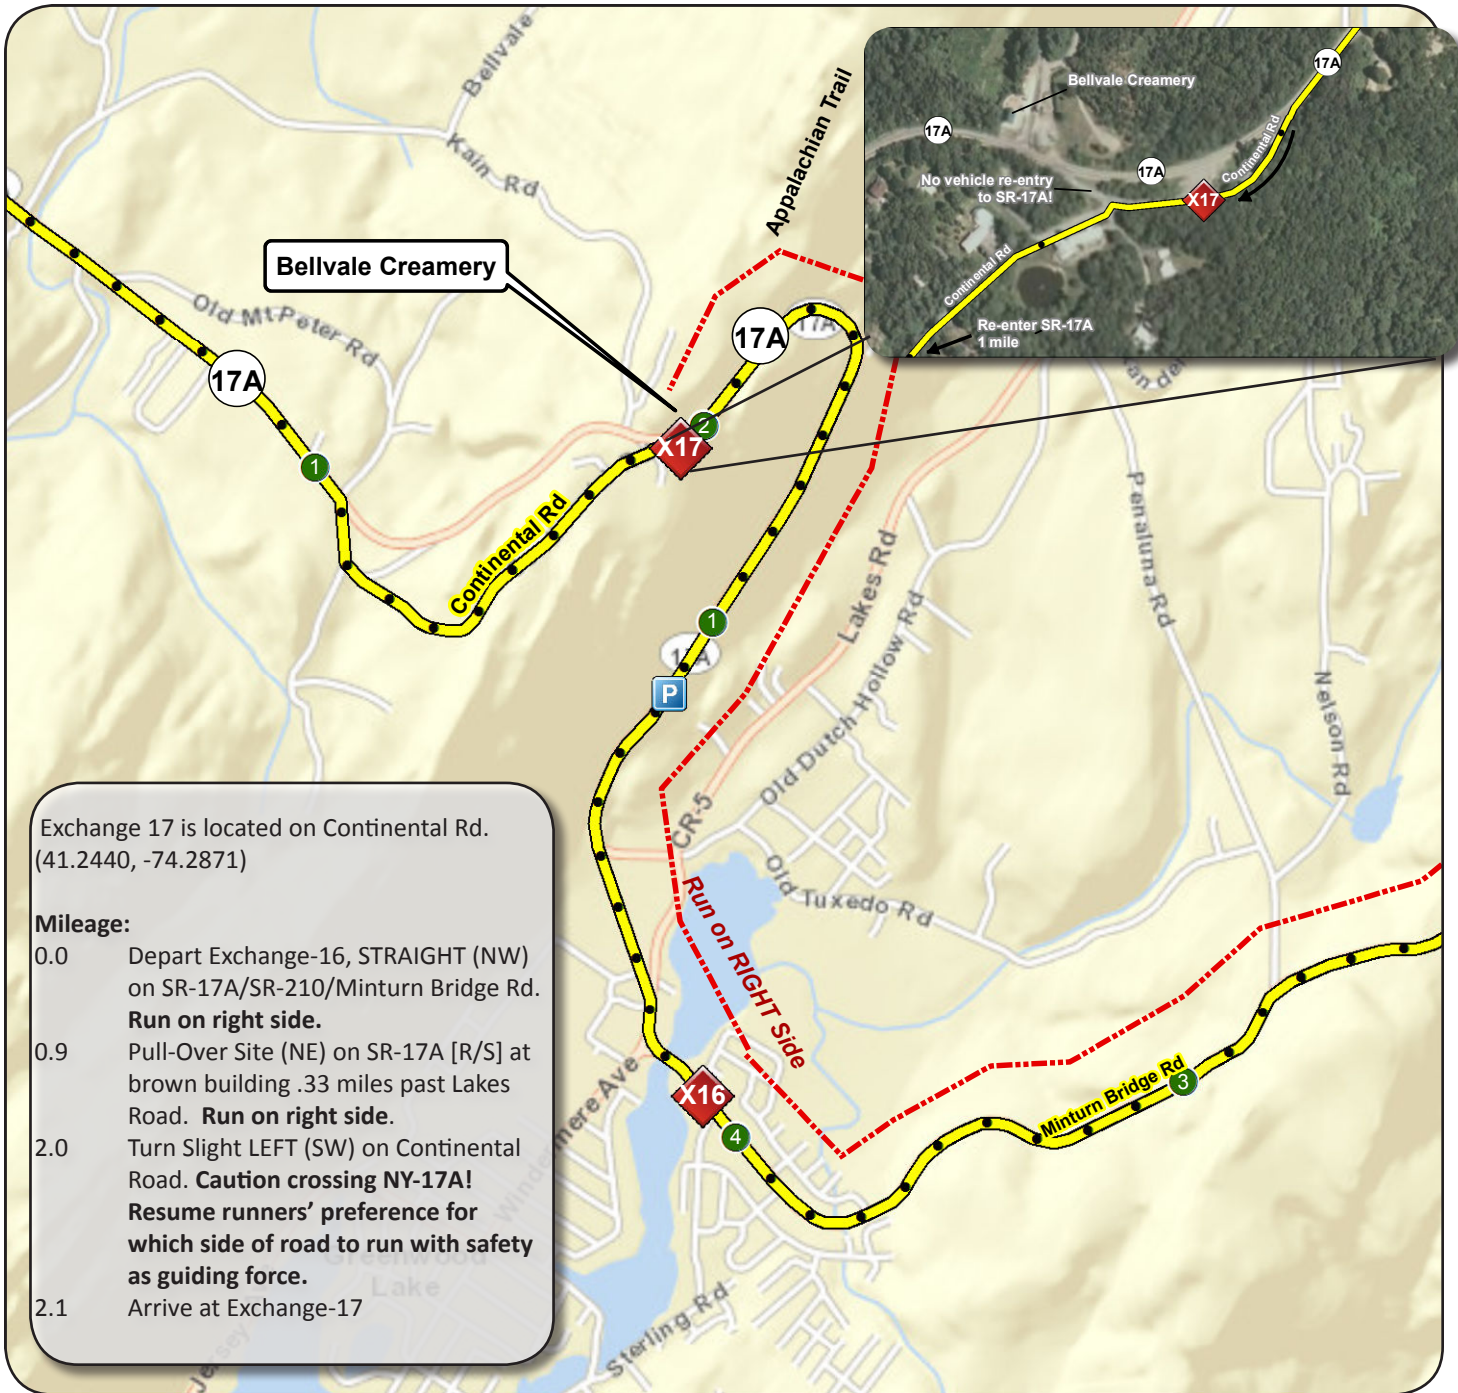 Bellvale
Kain Rd
Appalachian Trail
Bellvale Creamery
17A
17A
17A
Continental Rd
No vehicle re-entry
to SR-17A!
X17
Continental Rd
Re-enter SR-17A
1 mile
Bellvale Creamery
Old Mt Peter Rd
17A
17A
17A
1
2
X17
Continental Rd
Lakes Rd
Penaluna Rd
Old Dutch Hollow Rd
Nelson Rd
1
17A
P
CR-5
Old Tuxedo Rd
Run on RIGHT Side
Minturn Bridge Rd
3
X16
4
Windermere Ave
Greenwood
Lake
Sterling Rd
Jersey Ave
Exchange 17 is located on Continental Rd.
(41.2440, -74.2871)
Mileage:
0.0 Depart Exchange-16, STRAIGHT (NW)
on SR-17A/SR-210/Minturn Bridge Rd.
Run on right side.
0.9 Pull-Over Site (NE) on SR-17A [R/S] at
brown building .33 miles past Lakes
Road. Run on right side.
2.0 Turn Slight LEFT (SW) on Continental
Road. Caution crossing NY-17A!
Resume runners' preference for
which side of road to run with safety
as guiding force.
2.1 Arrive at Exchange-17